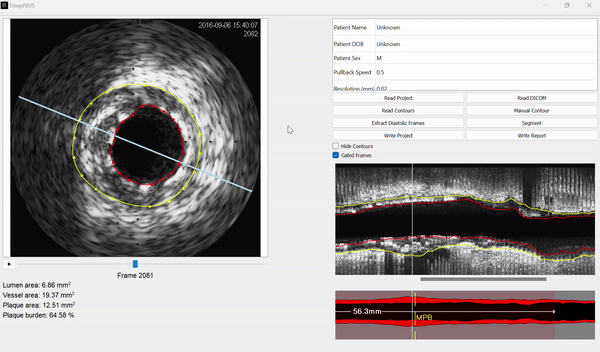 DeepIVUS
1 mm
2016-09-06 15:40:07
2082
Frame 2081
Lumen area: 6.86 mm2
Vessel area: 19.37 mm2
Plaque area: 12.51 mm2
Plaque burden: 64.58 %
Patient Name Unknown
Patient DOB Unknown
Patient Sex M
Pullback Speed 0.5
Resolution (mm) 0.02
Read Project Read DICOM
Read Contours Manual Contour
Extract Diastolic Frames Segment
Write Project Write Report
Hide Contours
Gated Frames
56.3mm
MPB